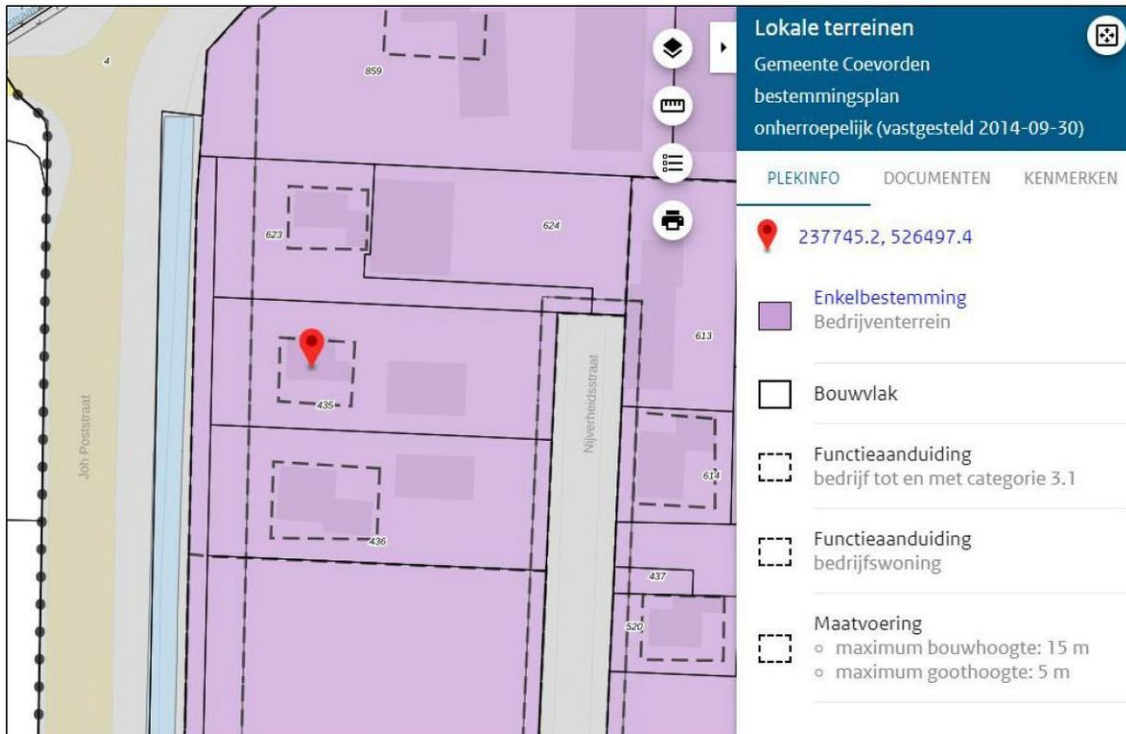 4
859
623
624
613
435
436
614
437
520
Joh Poststraat
Nijverheidsstraat
Lokale terreinen
Gemeente Coevorden
bestemmingsplan
onherroepelijk (vastgesteld 2014-09-30)
PLEKINFO DOCUMENTEN KENMERKEN
237745.2, 526497.4
Enkelbestemming
Bedrijventerrein
Bouwvlak
Functieaanduiding
bedrijf tot en met categorie 3.1
Functieaanduiding
bedrijfswoning
Maatvoering
maximum bouwhoogte: 15 m
maximum goothoogte: 5 m